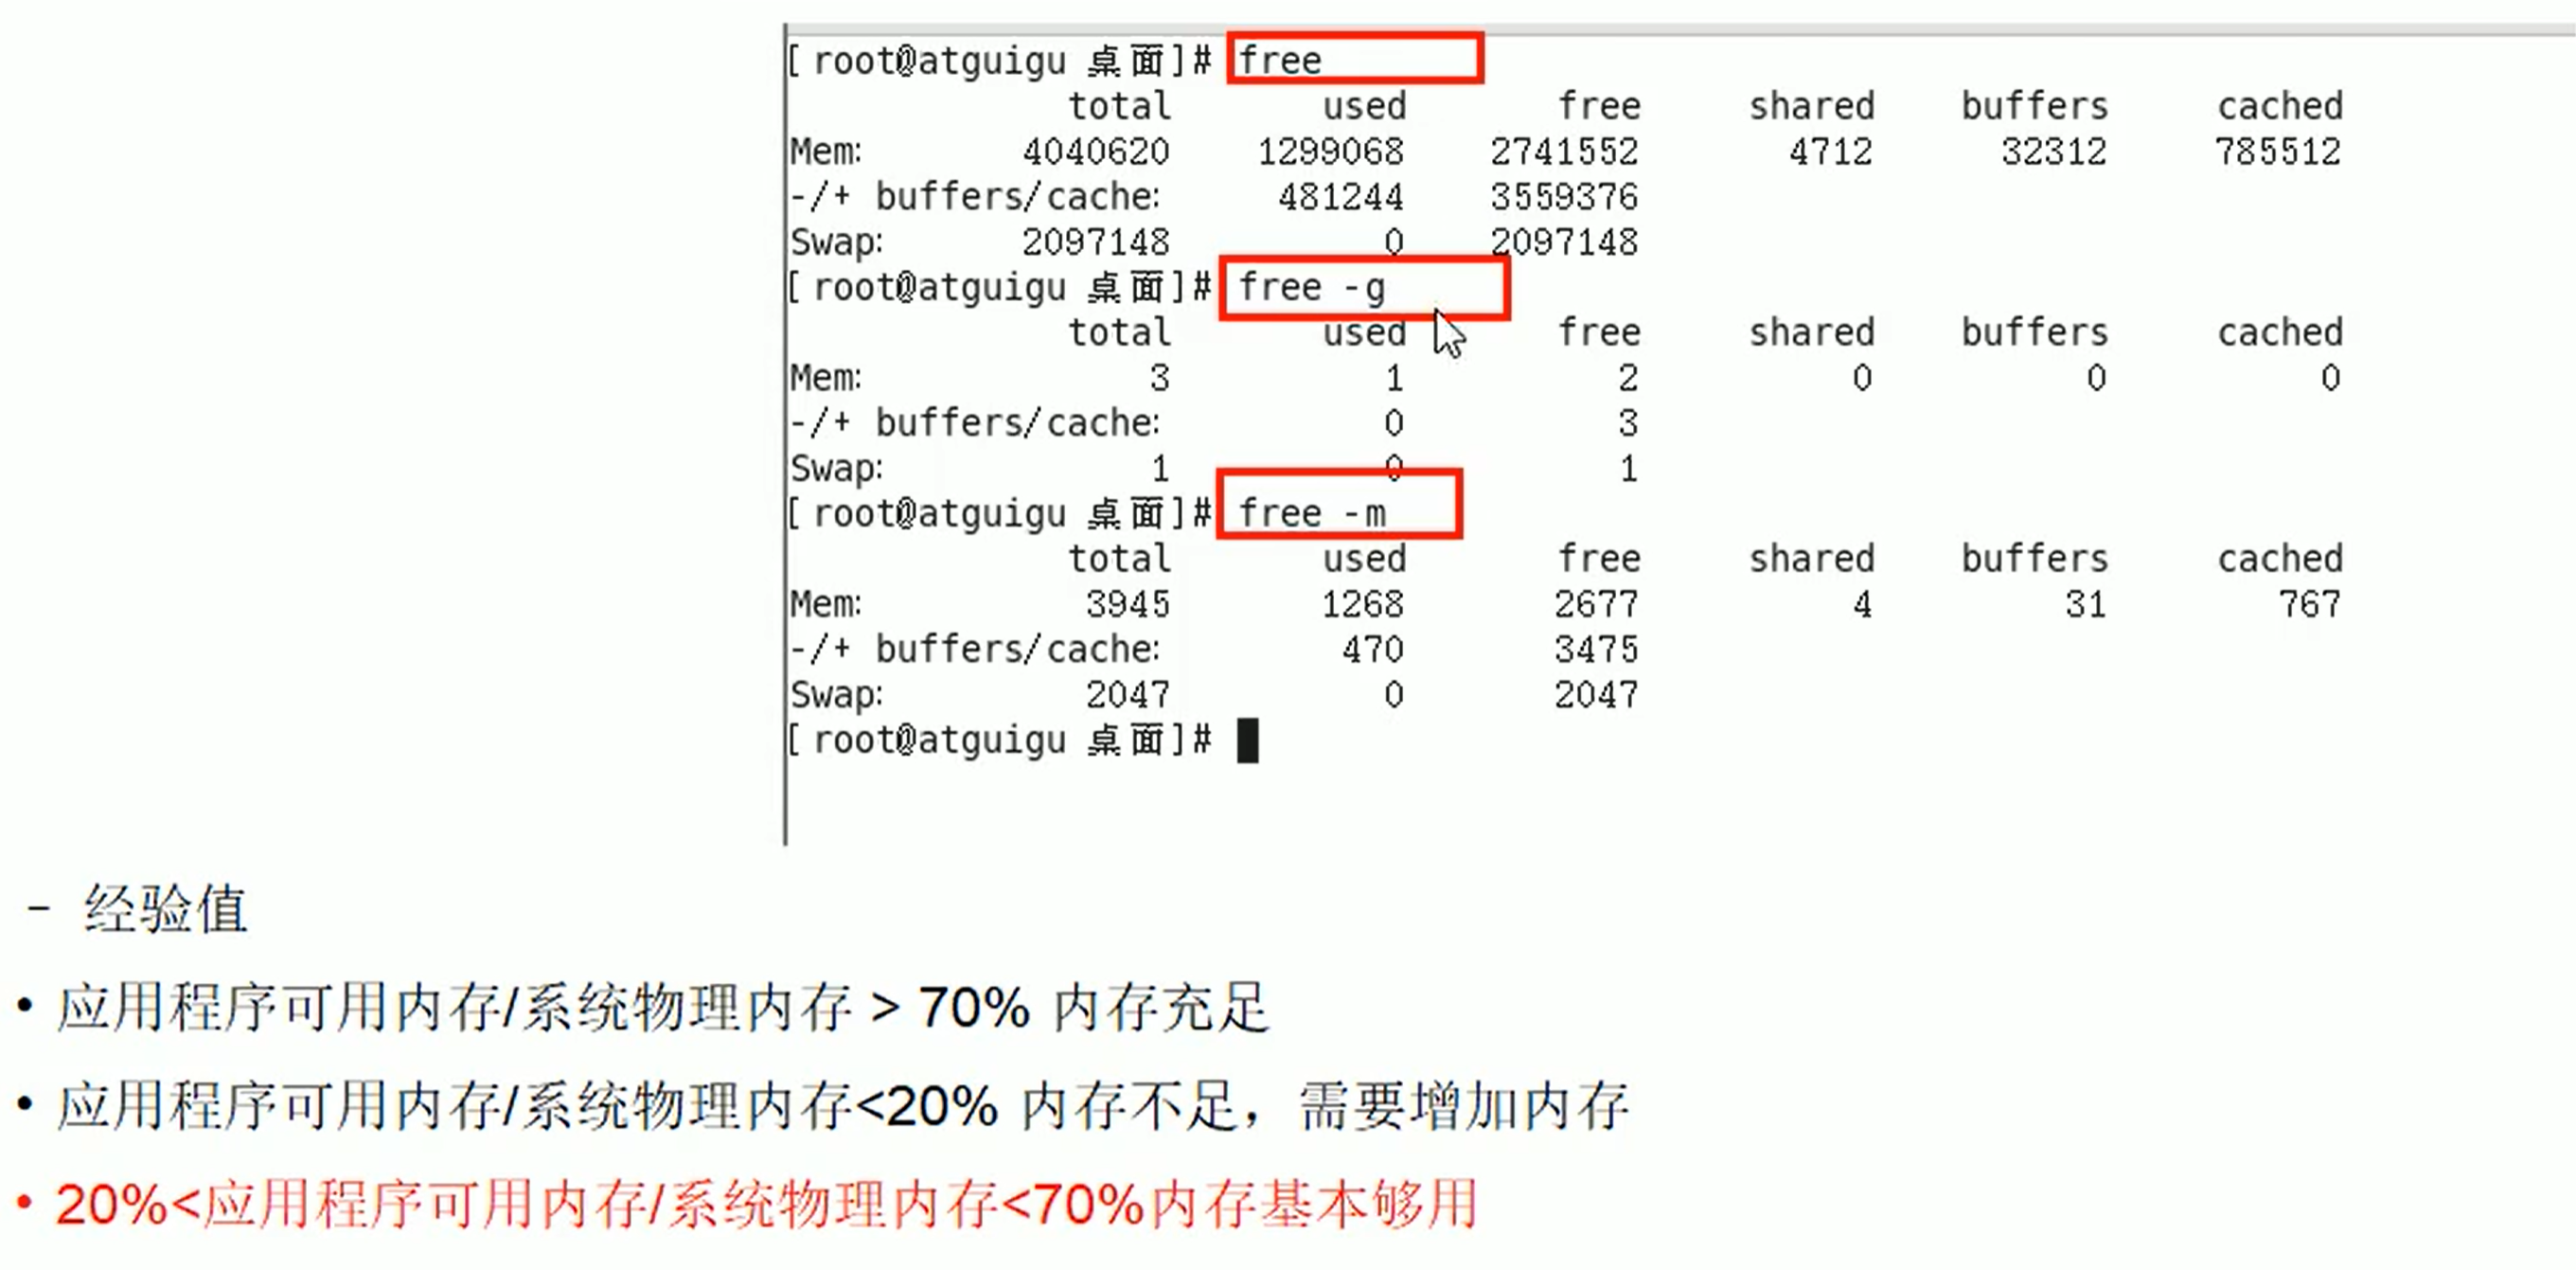 [root@atguigu 桌面]# free
total used free shared buffers cached
Mem: 4040620 1299068 2741552 4712 32312 785512
-/+ buffers/cache: 481244 3559376
Swap: 2097148 0 2097148
[root@atguigu 桌面]# free -g
total used free shared buffers cached
Mem: 3 1 2 0 0 0
-/+ buffers/cache: 0 3
Swap: 1 0 1
[root@atguigu 桌面]# free -m
total used free shared buffers cached
Mem: 3945 1268 2677 4 31 767
-/+ buffers/cache: 470 3475
Swap: 2047 0 2047
[root@atguigu 桌面]#
- 经验值
• 应用程序可用内存/系统物理内存 > 70% 内存充足
• 应用程序可用内存/系统物理内存<20% 内存不足，需要增加内存
• 20%<应用程序可用内存/系统物理内存<70%内存基本够用